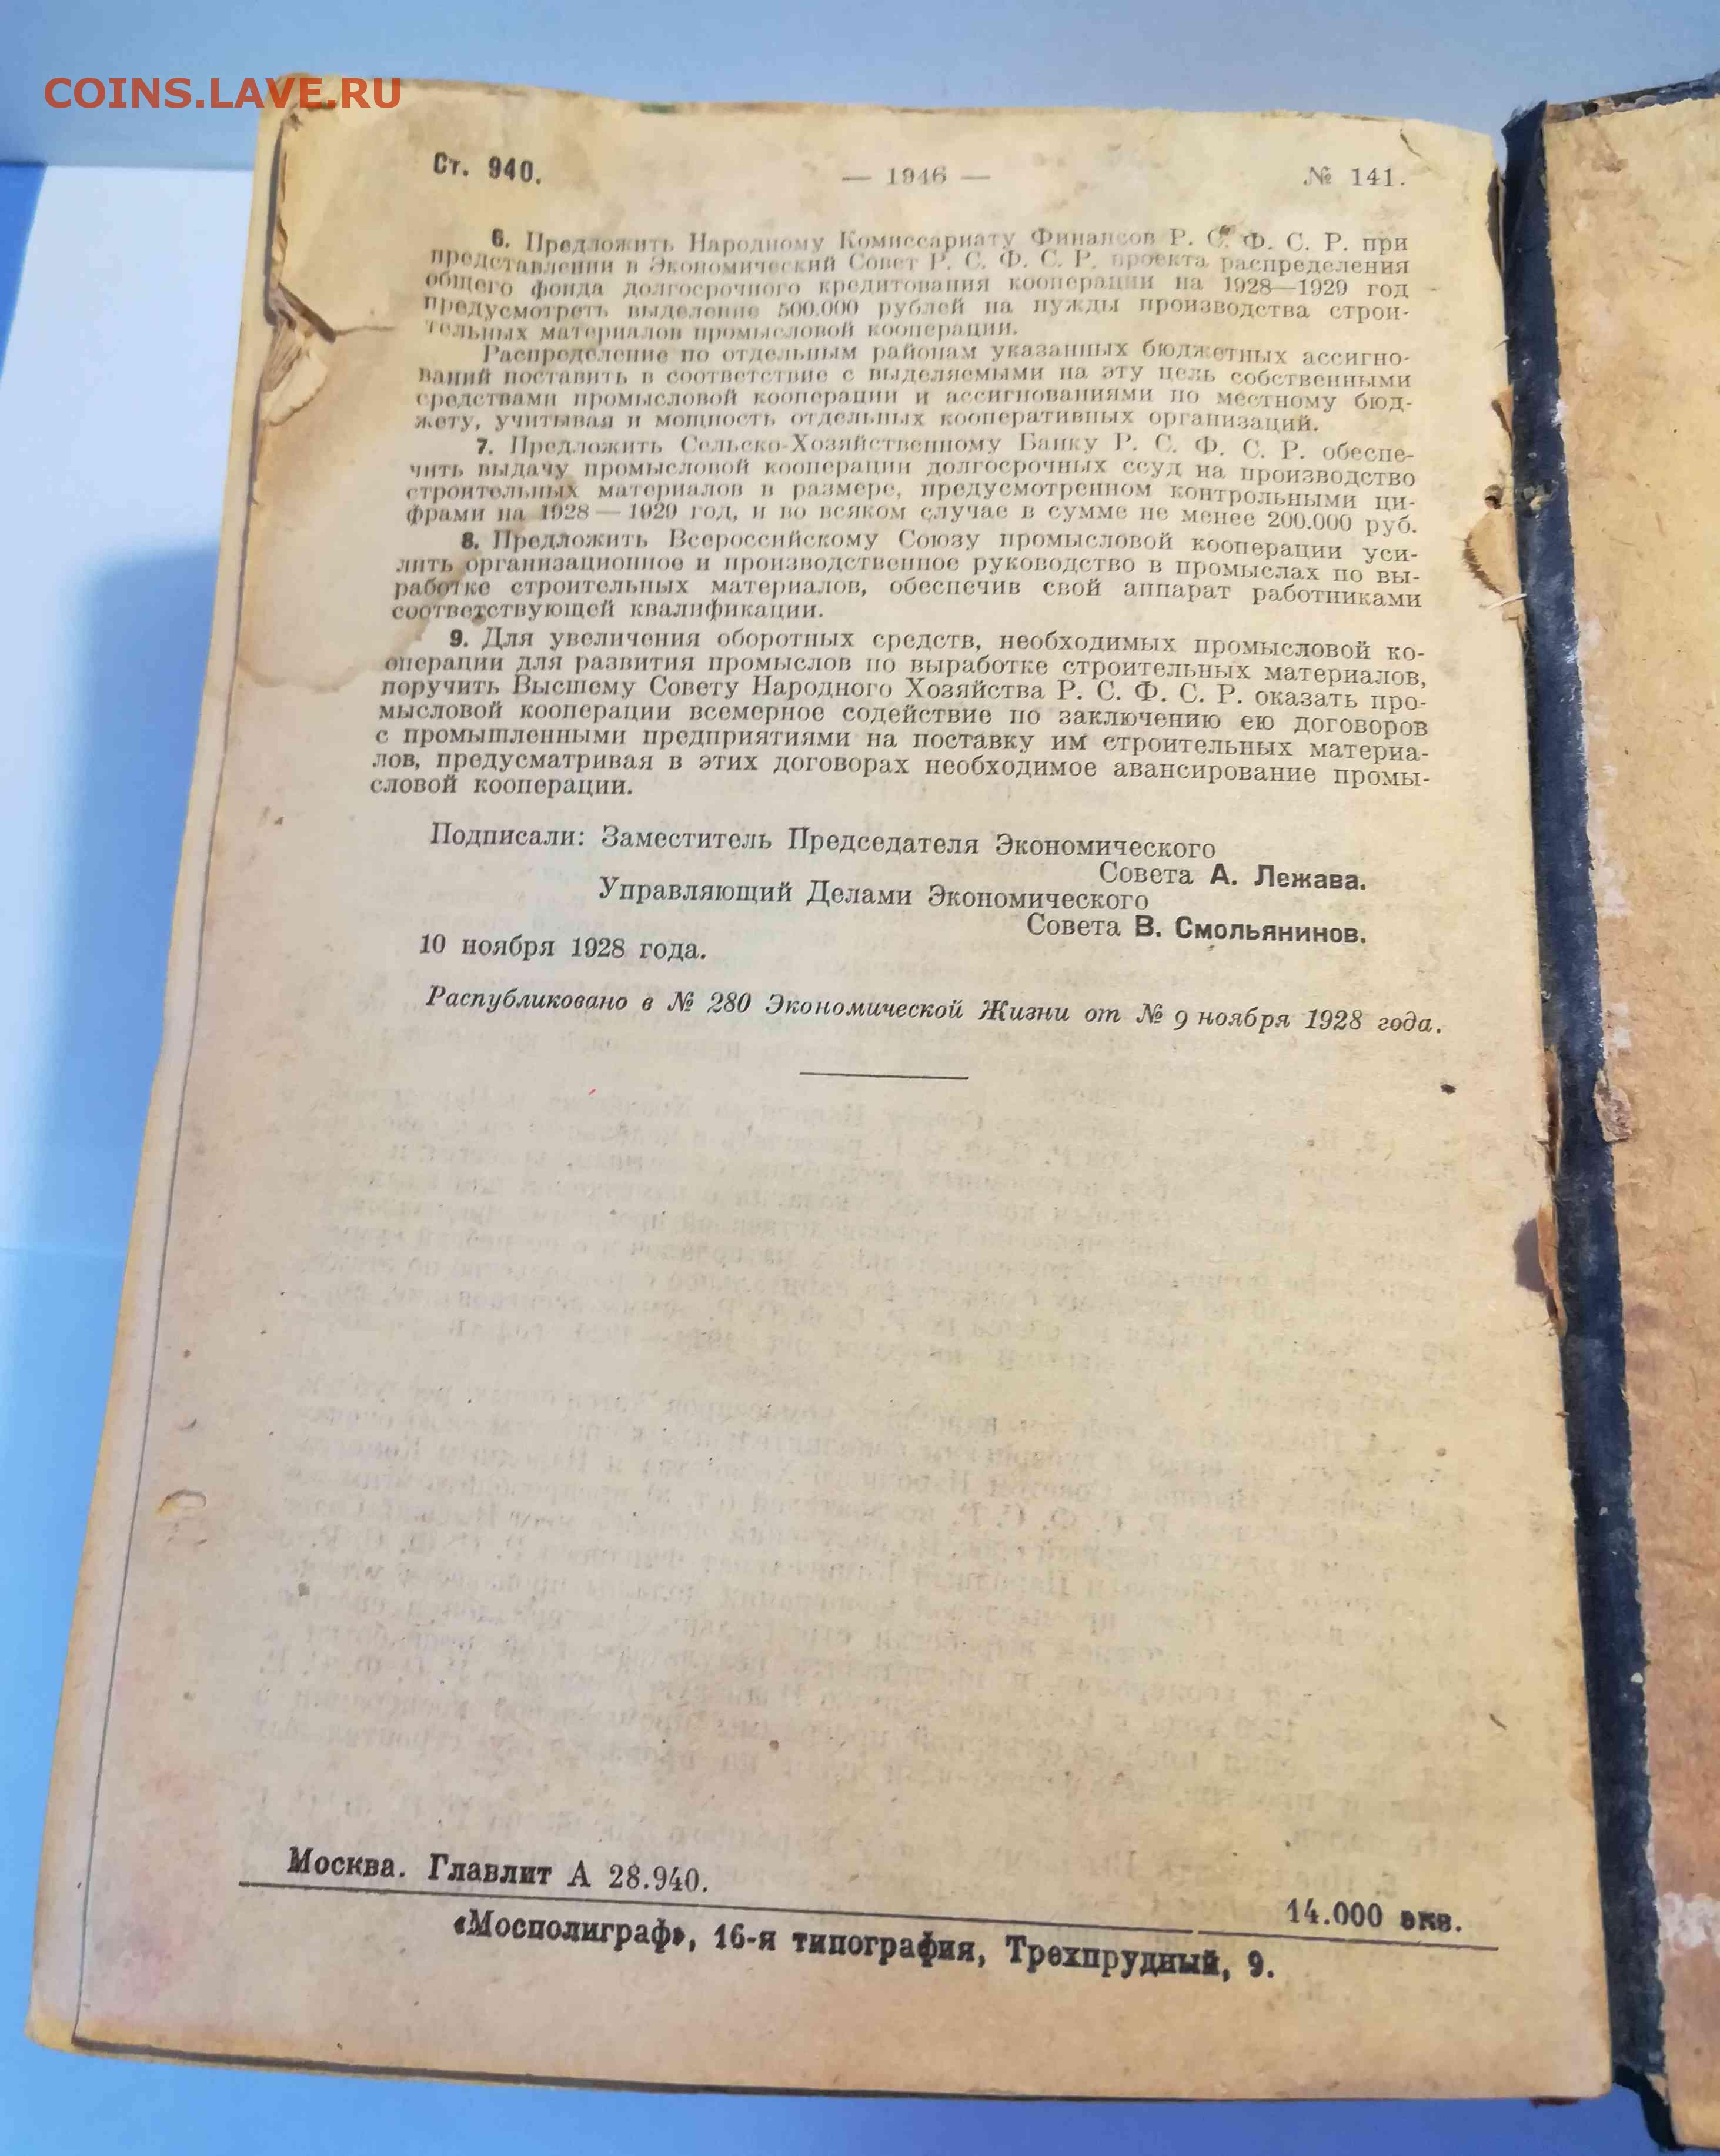 COINS.LAVE.RU
Ст. 940.
— 1946 —
№ 141.
6. Предложить Народному Комиссариату Финансов Р. С. Ф. С. Р. при
представлении в Экономический Совет Р. С. Ф. С. Р. проекта распределения
общего фонда долгосрочного кредитования кооперации на 1928—1929 год
предусмотреть выделение 500.000 рублей на нужды производства строи-
тельных материалов промысловой кооперации.
Распределение по отдельным районам указанных бюджетных ассигно-
ваний поставить в соответствие с выделяемыми на эту цель собственными
средствами промысловой кооперации и ассигнованиями по местному бюд-
жету, учитывая и мощность отдельных кооперативных организаций.
7. Предложить Сельско-Хозяйственному Банку Р. С. Ф. С. Р. обеспе-
чить выдачу промысловой кооперации долгосрочных ссуд на производство
строительных материалов в размере, предусмотренном контрольными ци-
фрами на 1928 — 1929 год, и во всяком случае в сумме не менее 200.000 руб.
8. Предложить Всероссийскому Союзу промысловой кооперации уси-
лить организационное и производственное руководство в промыслах по вы-
работке строительных материалов, обеспечив свой аппарат работниками
соответствующей квалификации.
9. Для увеличения оборотных средств, необходимых промысловой ко-
операции для развития промыслов по выработке строительных материалов,
поручить Высшему Совету Народного Хозяйства Р. С. Ф. С. Р. оказать про-
мысловой кооперации всемерное содействие по заключению ею договоров
с промышленными предприятиями на поставку им строительных материа-
лов, предусматривая в этих договорах необходимое авансирование промы-
словой кооперации.
Подписали: Заместитель Председателя Экономического
Совета А. Лежава.
Управляющий Делами Экономического
Совета В. Смольянинов.
10 ноября 1928 года.
Распубликовано в № 280 Экономической Жизни от № 9 ноября 1928 года.
Москва. Главлит А 28.940.
14.000 экз.
«Мосполиграф», 16-я типография, Трехпрудный, 9.